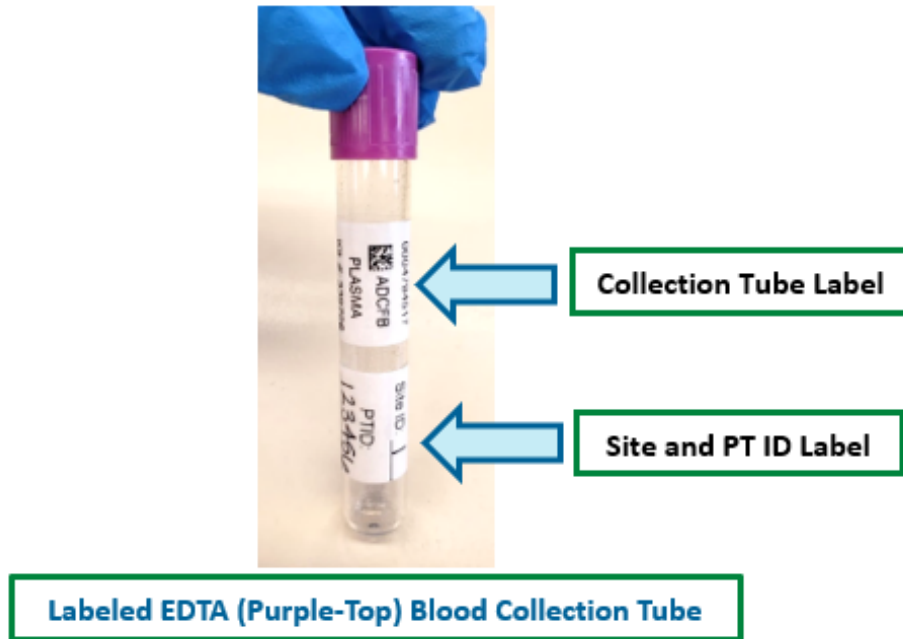 ADCFB
PLASMA
Collection Tube Label
Site ID:
PTID:
Site and PT ID Label
Labeled EDTA (Purple-Top) Blood Collection Tube